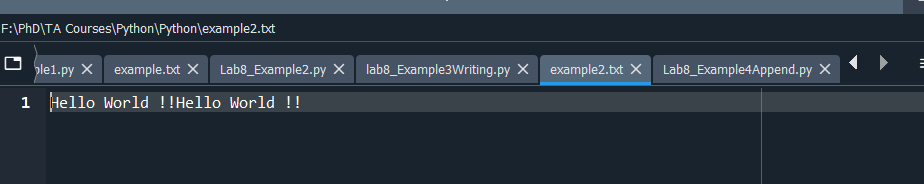 F:\PhD\TA Courses\Python\Python\example2.txt
ple1.py example.txt Lab8_Example2.py lab8_Example3Writing.py example2.txt Lab8_Example4Append.py
1 Hello World !!Hello World !!